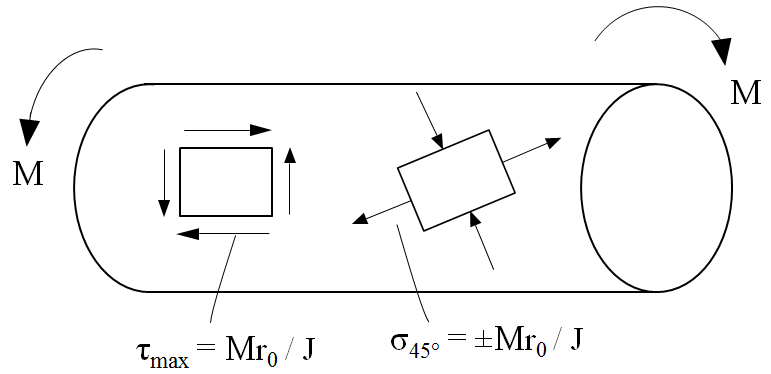 M
M
τmax = Mr0 / J
σ45° = ±Mr0 / J